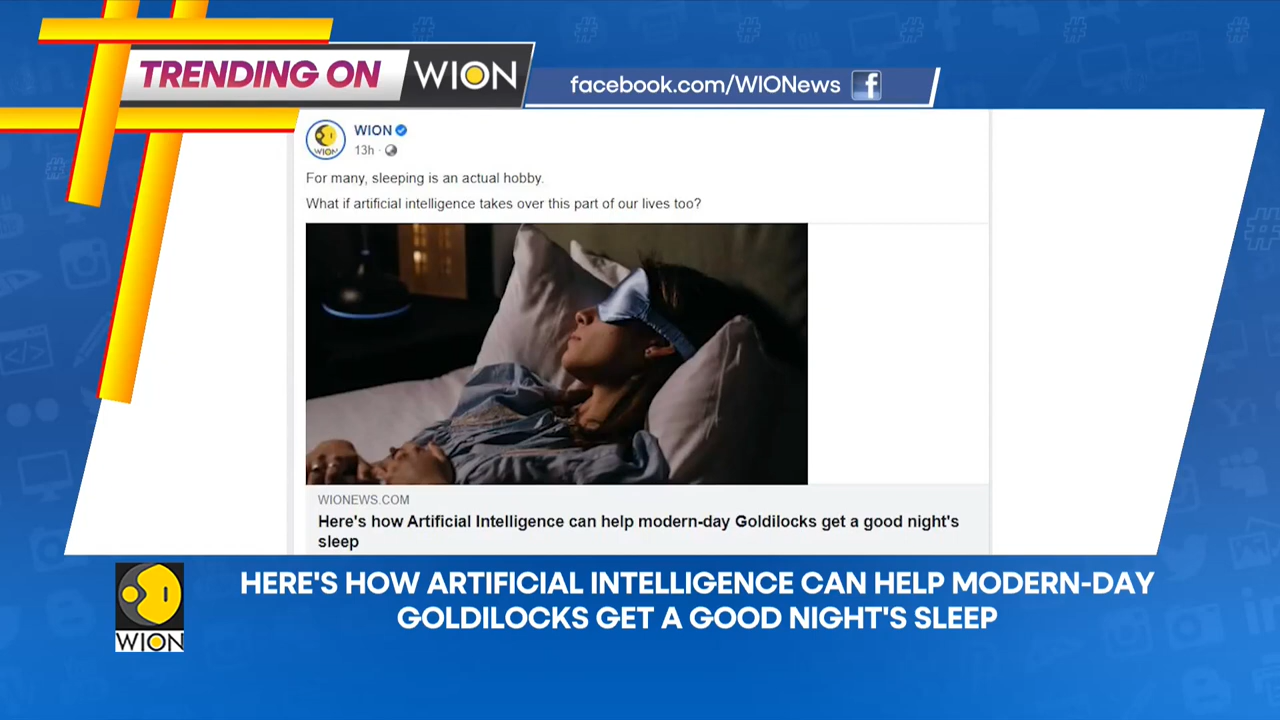 TRENDING ON WION
facebook.com/WIONews f
WION
13h ·
For many, sleeping is an actual hobby.
What if artificial intelligence takes over this part of our lives too?
WIONEWS.COM
Here's how Artificial Intelligence can help modern-day Goldilocks get a good night's
sleep
HERE'S HOW ARTIFICIAL INTELLIGENCE CAN HELP MODERN-DAY
GOLDILOCKS GET A GOOD NIGHT'S SLEEP
WION